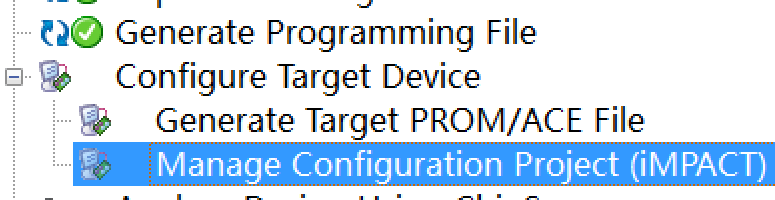 Generate Programming File
Configure Target Device
Generate Target PROM/ACE File
Manage Configuration Project (iMPACT)